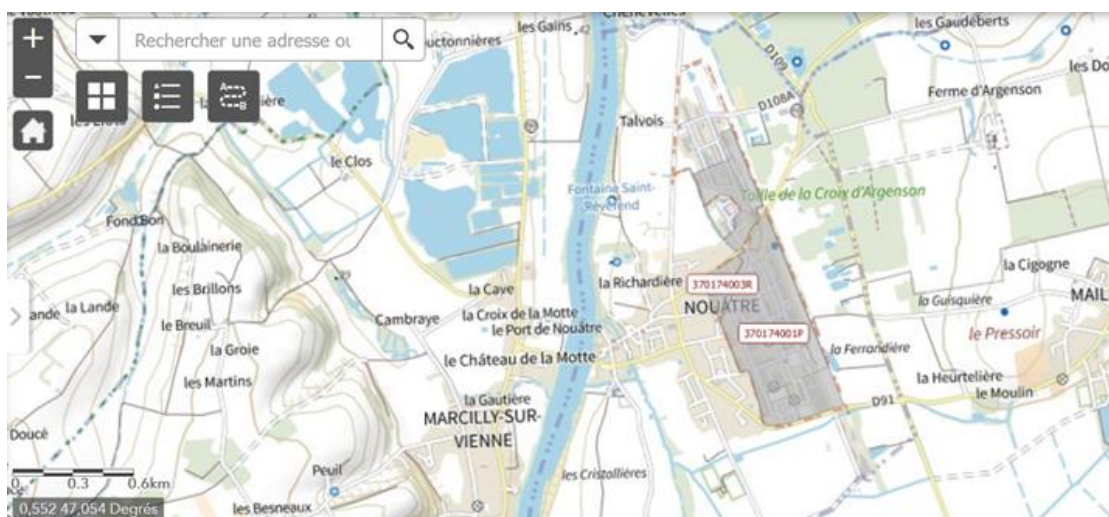 les Gains
42
les Gaudeberts
Rechercher une adresse ou
D109
les Do
D108A
Ferme d'Argenson
Talvois
le Clos
Fontaine Saint-
Révérend
Taille de la Croix d'Argenson
Fond Bon
la Boulainerie
la Richardière
la Cigogne
les Brillons
la Cave
370174003R
la Guisquière
MAIL
la Lande
la Croix de la Motte
NOUÂTRE
le Breuil
Cambraye
le Port de Nouâtre
370174001P
le Pressoir
la Groie
le Château de la Motte
la Ferrandière
les Martins
la Heurtelière
la Gautière
le Moulin
MARCILLY-SUR-
VIENNE
D91
Doucé
Peuil
les Cristallières
0 0.3 0.6km
0,552 47,054 Degrés
les Besneaux